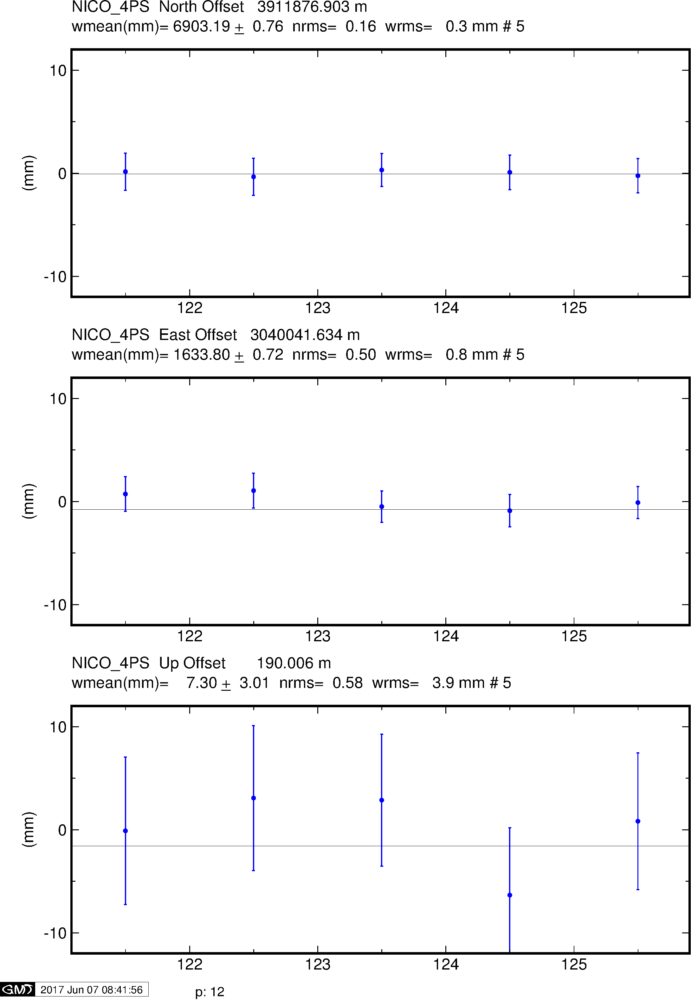 NICO_4PS North Offset 3911876.903 m
wmean(mm)= 6903.19 ± 0.76 nrms= 0.16 wrms= 0.3 mm # 5
10
0
-10
(mm)
122 123 124 125
NICO_4PS East Offset 3040041.634 m
wmean(mm)= 1633.80 ± 0.72 nrms= 0.50 wrms= 0.8 mm # 5
10
0
-10
(mm)
122 123 124 125
NICO_4PS Up Offset 190.006 m
wmean(mm)= 7.30 ± 3.01 nrms= 0.58 wrms= 3.9 mm # 5
10
0
-10
(mm)
122 123 124 125
GMT 2017 Jun 07 08:41:56 p: 12